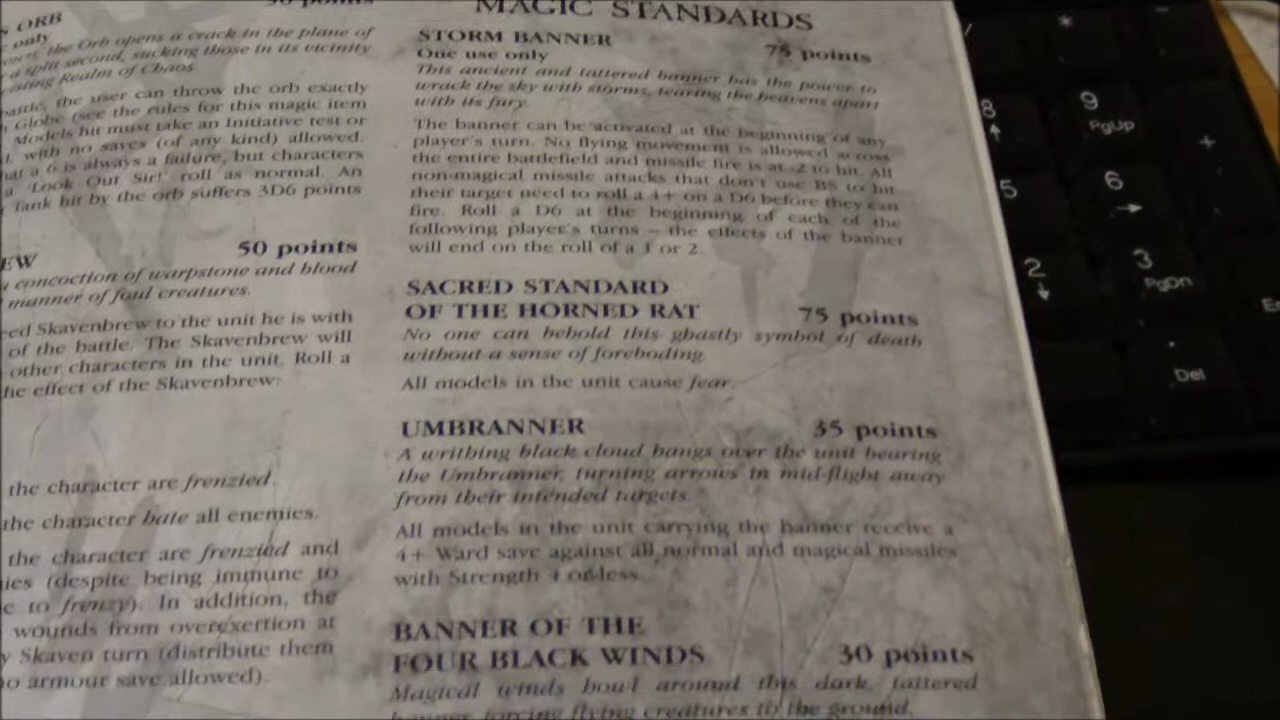 50 points
S ORB
only
the Orb opens a crack in the plane of
a split second, sucking those in its vicinity
Realm of Chaos
the user can throw the orb exactly
Globe (see the rules for this magic item
Models hit must take an Initiative test or
with no saves (of any kind) allowed.
that a 6 is always a failure, but characters
a 'Look Out Sir!' roll as normal. An
tank hit by the orb suffers 3D6 points
50 points
EW
concoction of warpstone and blood
manner of foul creatures.
eed Skavenbrew to the unit he is with
of the battle. The Skavenbrew will
other characters in the unit. Roll a
he effect of the Skavenbrew:
the character are frenzied.
the character hate all enemies.
the character are frenzied and
ies (despite being immune to
to frenzy). In addition, the
wounds from overexertion at
y Skaven turn (distribute them
no armour save allowed).
MAGIC STANDARDS
STORM BANNER 75 points
One use only
This ancient and tattered banner has the power to
wrack the sky with storms, tearing the heavens apart
with its fury.
The banner can be activated at the beginning of any
player's turn. No flying movement is allowed across
the entire battlefield and missile fire is at -2 to hit. All
non-magical missile attacks that don't use BS to hit
their target need to roll a 4+ on a D6 before they can
fire. Roll a D6 at the beginning of each of the
following player's turns – the effects of the banner
will end on the roll of a 1 or 2.
SACRED STANDARD
OF THE HORNED RAT 75 points
No one can behold this ghastly symbol of death
without a sense of foreboding.
All models in the unit cause fear.
UMBRANNER 35 points
A writhing black cloud hangs over the unit bearing
the Umbranner, turning arrows in mid-flight away
from their intended targets.
All models in the unit carrying the banner receive a
4+ Ward save against all normal and magical missiles
with Strength 4 or less.
BANNER OF THE
FOUR BLACK WINDS 30 points
Magical winds howl around this dark, tattered
banner, forcing flying creatures to the ground.
/ * -
8 9 PgUp +
5 6
2 3 PgDn
. Del